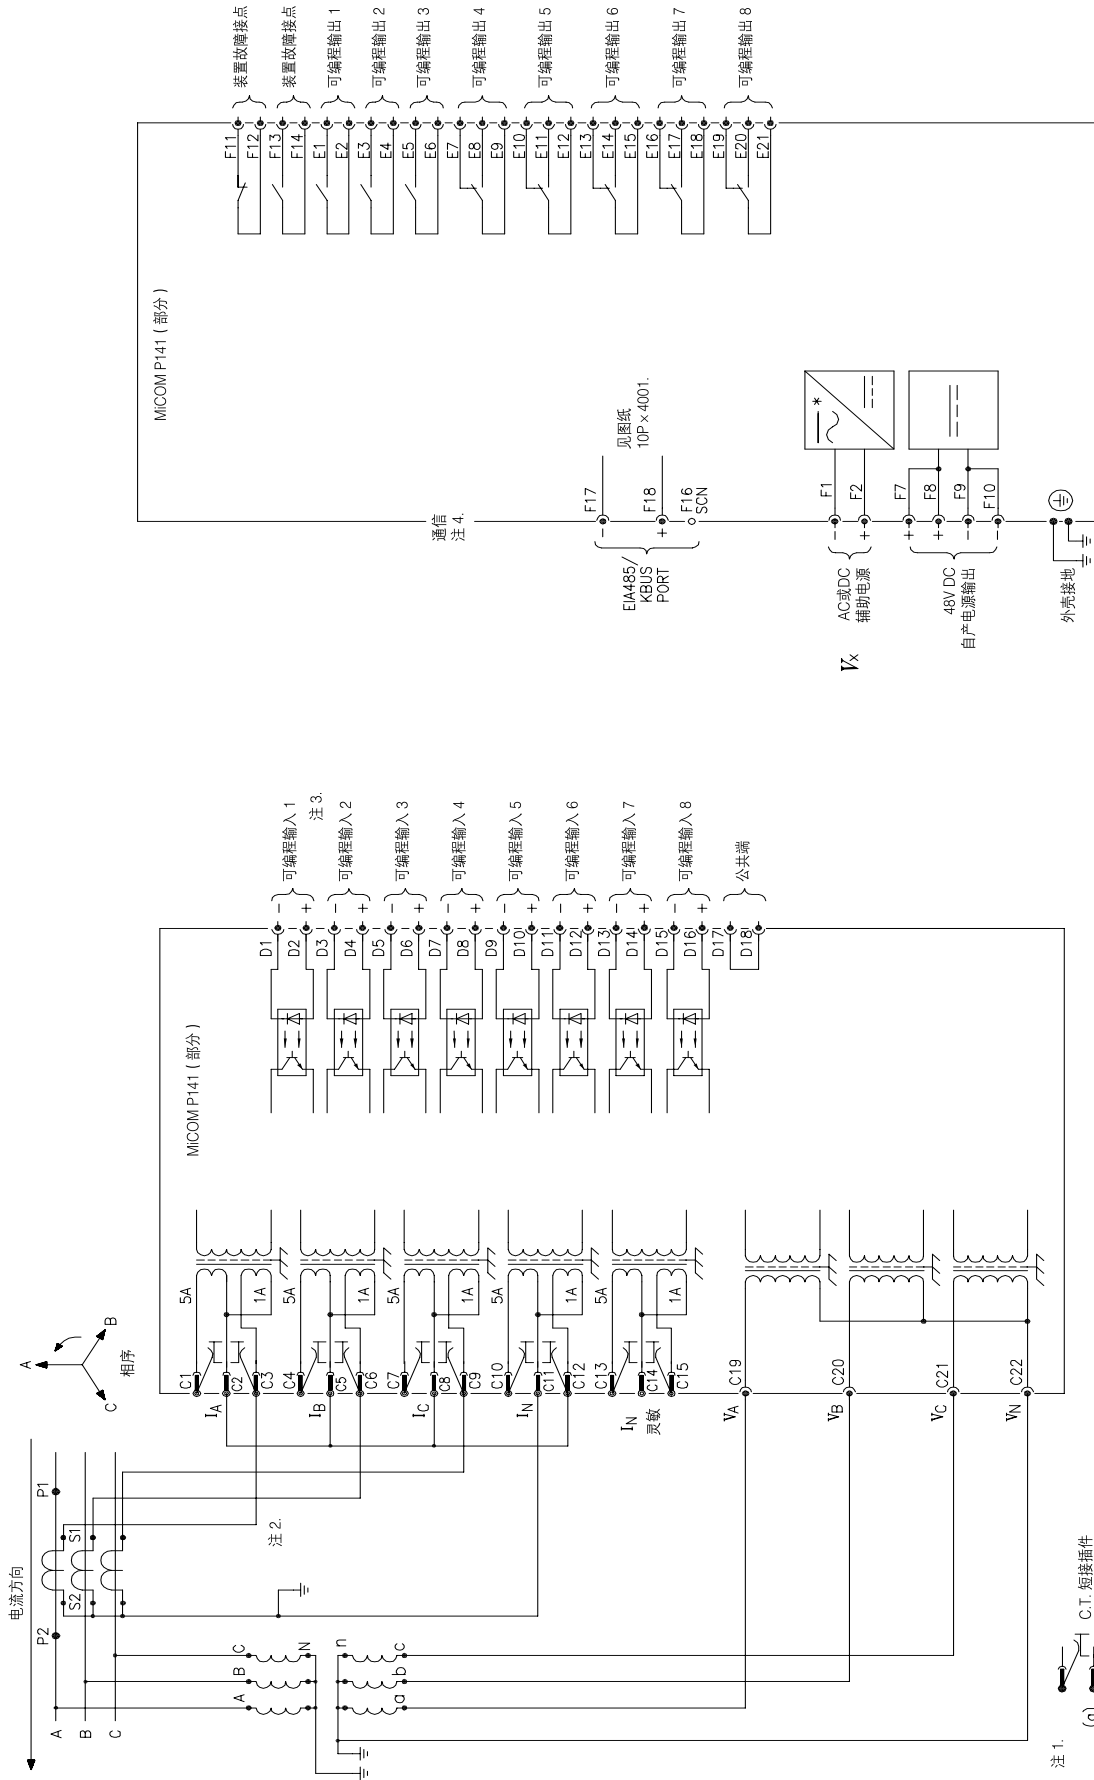 装置故障接点
装置故障接点
可编程输出 1
可编程输出 2
可编程输出 3
可编程输出 4
可编程输出 5
可编程输出 6
可编程输出 7
可编程输出 8
F11
F12
F13
F14
E1
E2
E3
E4
E5
E6
E7
E8
E9
E10
E11
E12
E13
E14
E15
E16
E17
E18
E19
E20
E21
MiCOM P141 ( 部分 )
见图纸
10P x 4001.
通信
注 4.
F17
F18
F16
SCN
-
+
EIA485/
KBUS
PORT
*
F1
F2
-
+
AC或DC
辅助电源
Vx
F7
F8
F9
F10
+
+
-
-
48V DC
自产电源输出
外壳接地
可编程输入 1
注 3.
可编程输入 2
可编程输入 3
可编程输入 4
可编程输入 5
可编程输入 6
可编程输入 7
可编程输入 8
公共端
- +
- +
- +
- +
- +
- +
- +
- +
D1
D2
D3
D4
D5
D6
D7
D8
D9
D10
D11
D12
D13
D14
D15
D16
D17
D18
MiCOM P141 ( 部分 )
5A
1A
5A
1A
5A
1A
5A
1A
5A
1A
C1
C2
C3
C4
C5
C6
C7
C8
C9
C10
C11
C12
C13
C14
C15
C19
C20
C21
C22
IA
IB
IC
IN
IN
灵敏
VA
VB
VC
VN
A
B
C
相序
电流方向
P1
P2
S1
S2
A
B
C
注 2.
A
B
C
N
n
a
b
c
注 1.
(a)
C.T. 短接插件